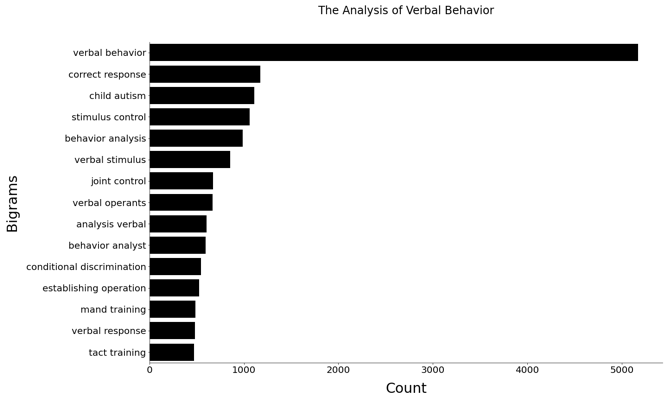 The Analysis of Verbal Behavior
Bigrams
verbal behavior
correct response
child autism
stimulus control
behavior analysis
verbal stimulus
joint control
verbal operants
analysis verbal
behavior analyst
conditional discrimination
establishing operation
mand training
verbal response
tact training
0 1000 2000 3000 4000 5000
Count